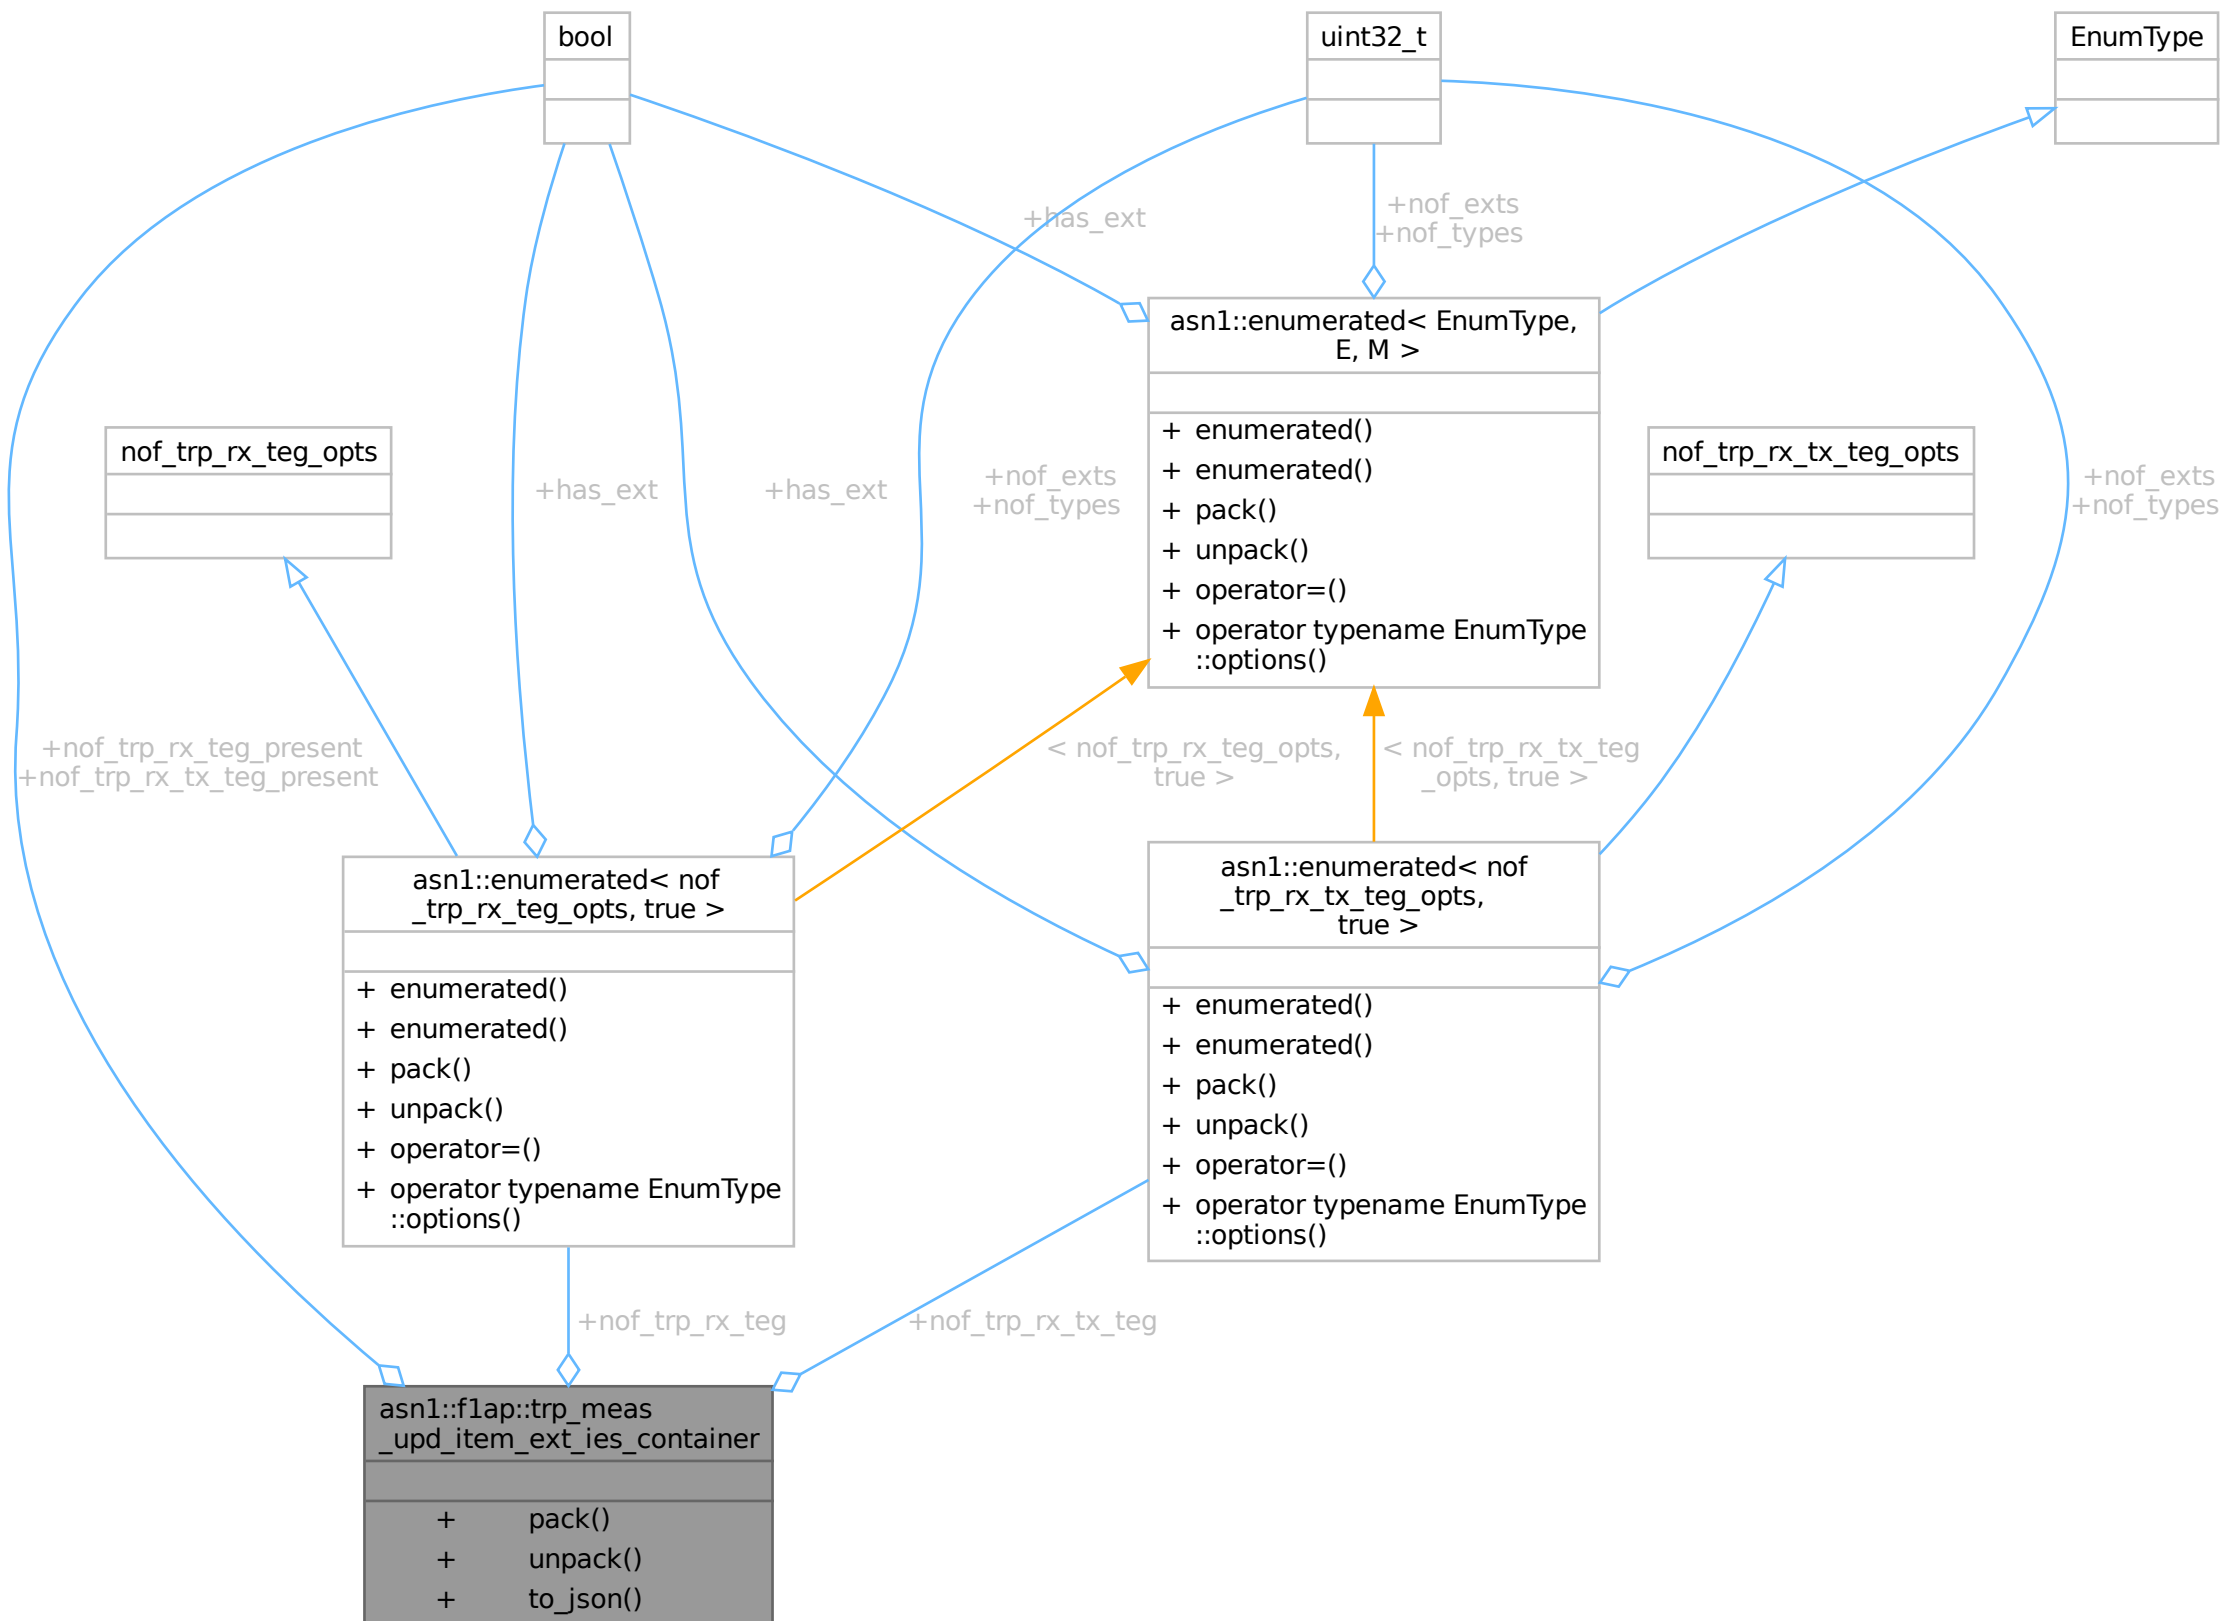 bool
uint32_t
EnumType
+has_ext
+nof_exts
+nof_types
asn1::enumerated< EnumType,
E, M >
+ enumerated()
+ enumerated()
+ pack()
+ unpack()
+ operator=()
+ operator typename EnumType
::options()
nof_trp_rx_teg_opts
nof_trp_rx_tx_teg_opts
+has_ext
+has_ext
+nof_exts
+nof_types
+nof_exts
+nof_types
+nof_trp_rx_teg_present
+nof_trp_rx_tx_teg_present
< nof_trp_rx_teg_opts,
true >
< nof_trp_rx_tx_teg
_opts, true >
asn1::enumerated< nof
_trp_rx_teg_opts, true >
+ enumerated()
+ enumerated()
+ pack()
+ unpack()
+ operator=()
+ operator typename EnumType
::options()
asn1::enumerated< nof
_trp_rx_tx_teg_opts,
true >
+ enumerated()
+ enumerated()
+ pack()
+ unpack()
+ operator=()
+ operator typename EnumType
::options()
+nof_trp_rx_teg
+nof_trp_rx_tx_teg
asn1::f1ap::trp_meas
_upd_item_ext_ies_container
+ pack()
+ unpack()
+ to_json()